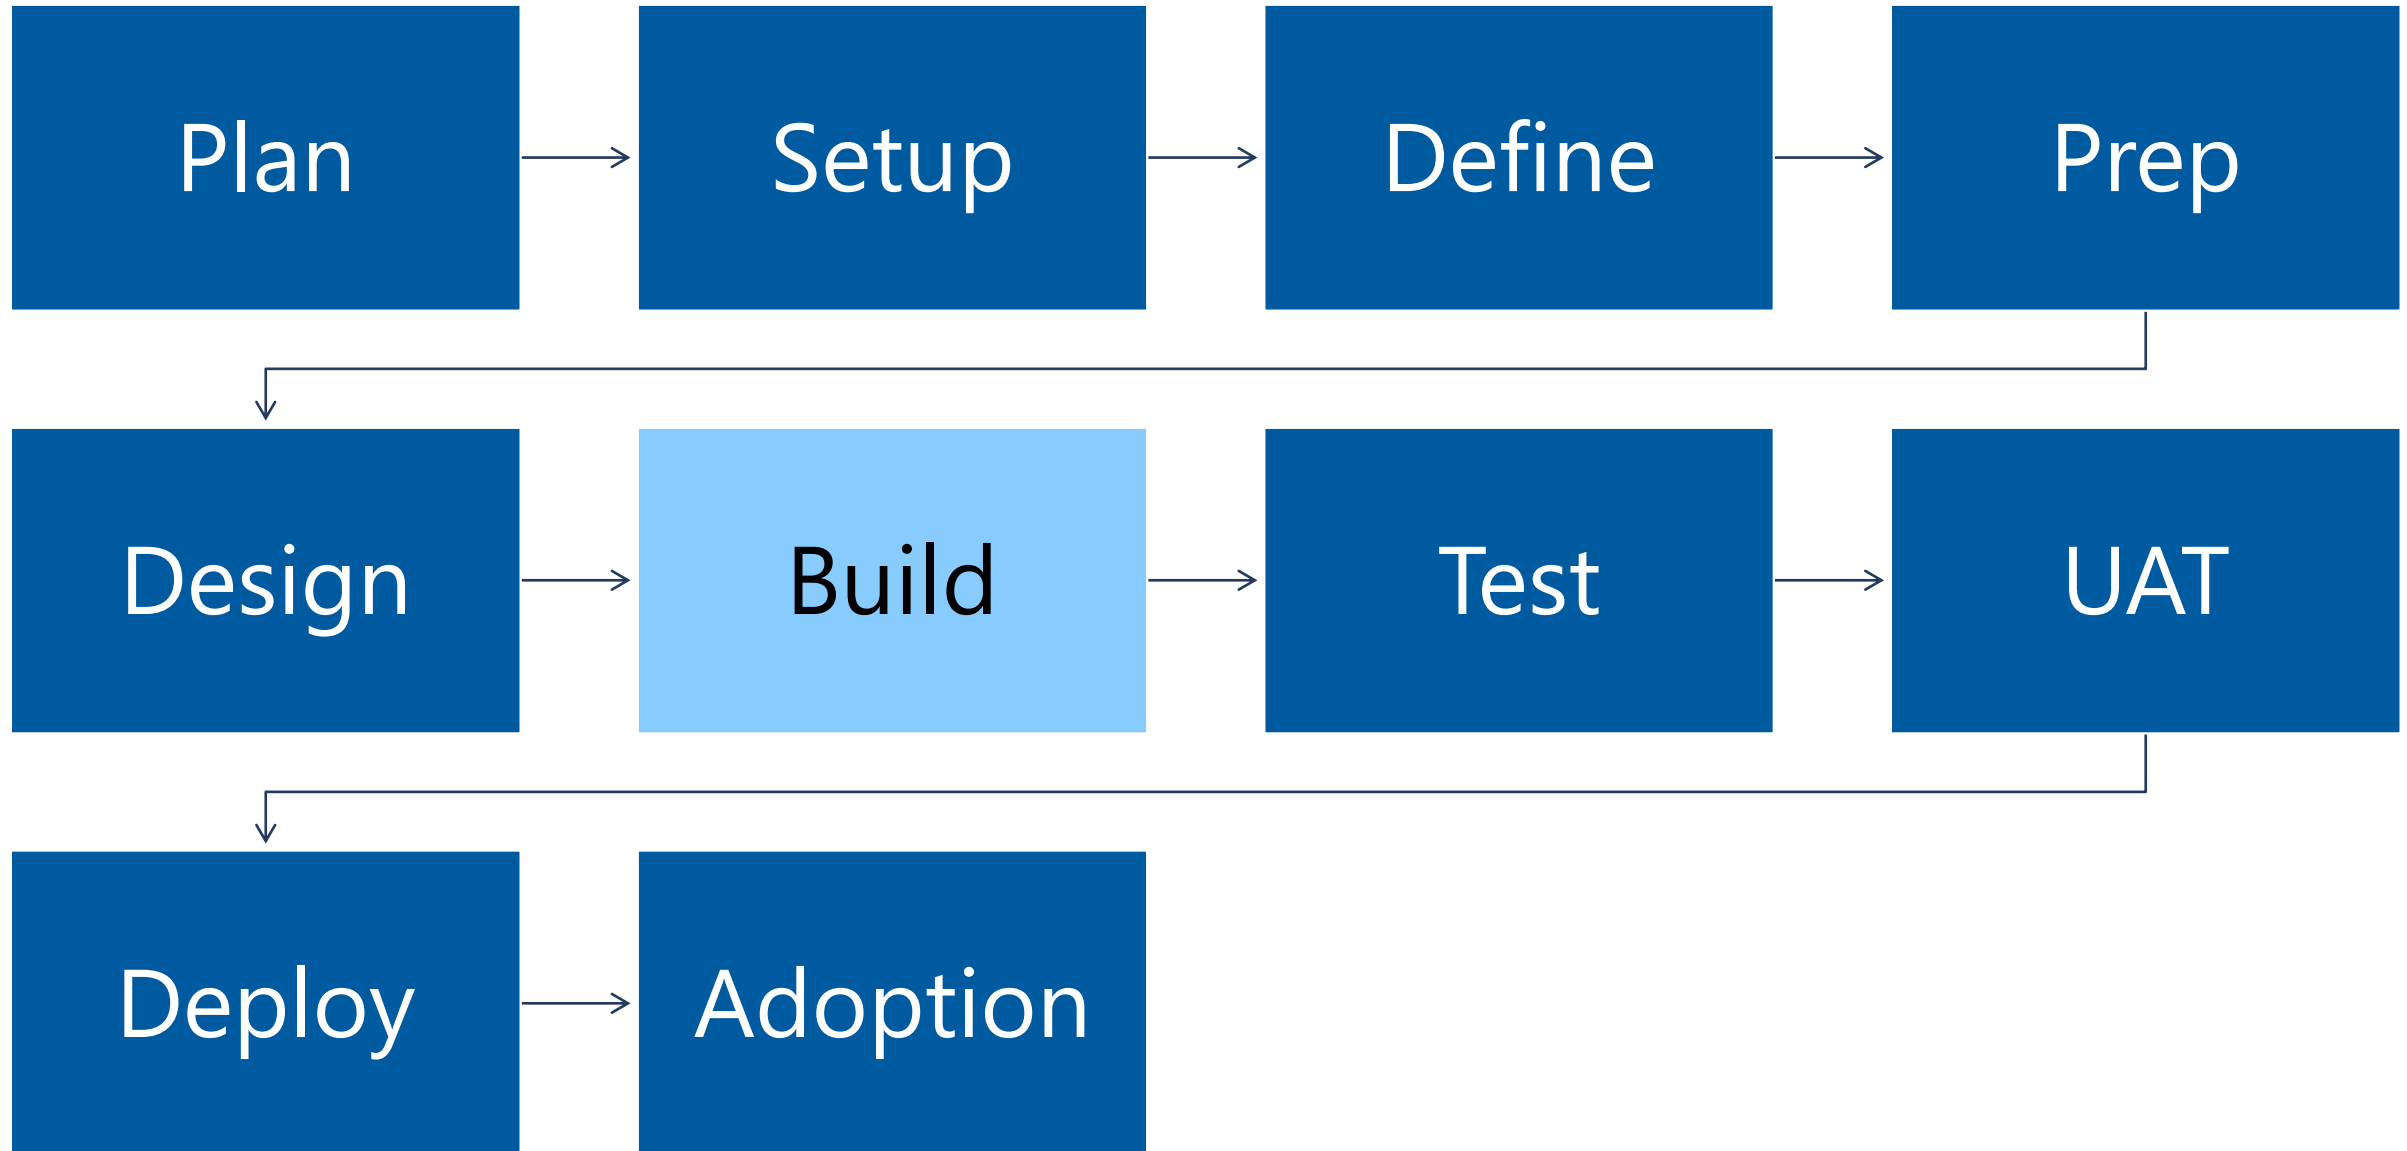 Plan
Setup
Define
Prep
Design
Build
Test
UAT
Deploy
Adoption